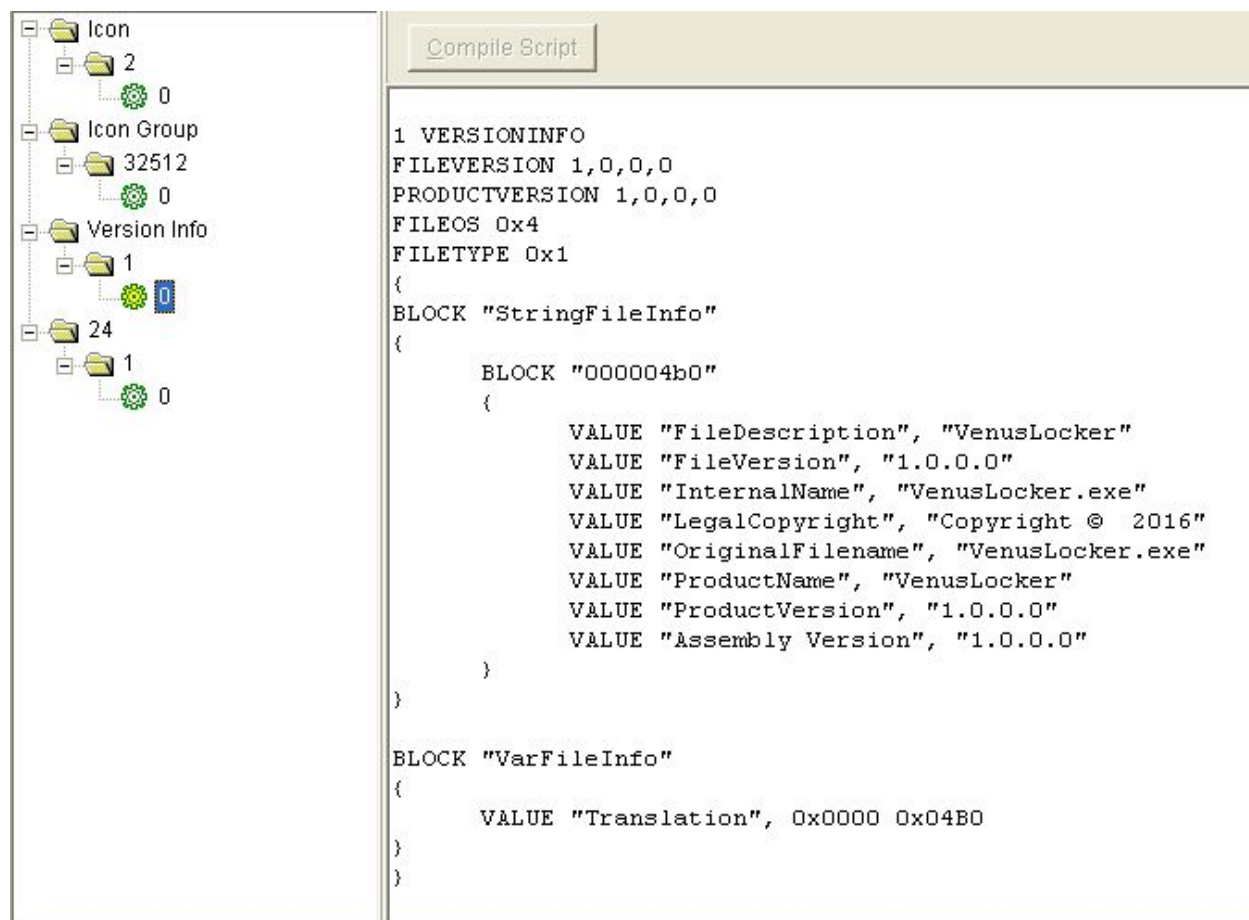 Icon
2
0
Icon Group
32512
0
Version Info
1
0
24
1
0
Compile Script
1 VERSIONINFO
FILEVERSION 1,0,0,0
PRODUCTVERSION 1,0,0,0
FILEOS 0x4
FILETYPE 0x1
{
BLOCK "StringFileInfo"
{
BLOCK "000004b0"
{
VALUE "FileDescription", "VenusLocker"
VALUE "FileVersion", "1.0.0.0"
VALUE "InternalName", "VenusLocker.exe"
VALUE "LegalCopyright", "Copyright ©  2016"
VALUE "OriginalFilename", "VenusLocker.exe"
VALUE "ProductName", "VenusLocker"
VALUE "ProductVersion", "1.0.0.0"
VALUE "Assembly Version", "1.0.0.0"
}
}
BLOCK "VarFileInfo"
{
VALUE "Translation", 0x0000 0x04B0
}
}